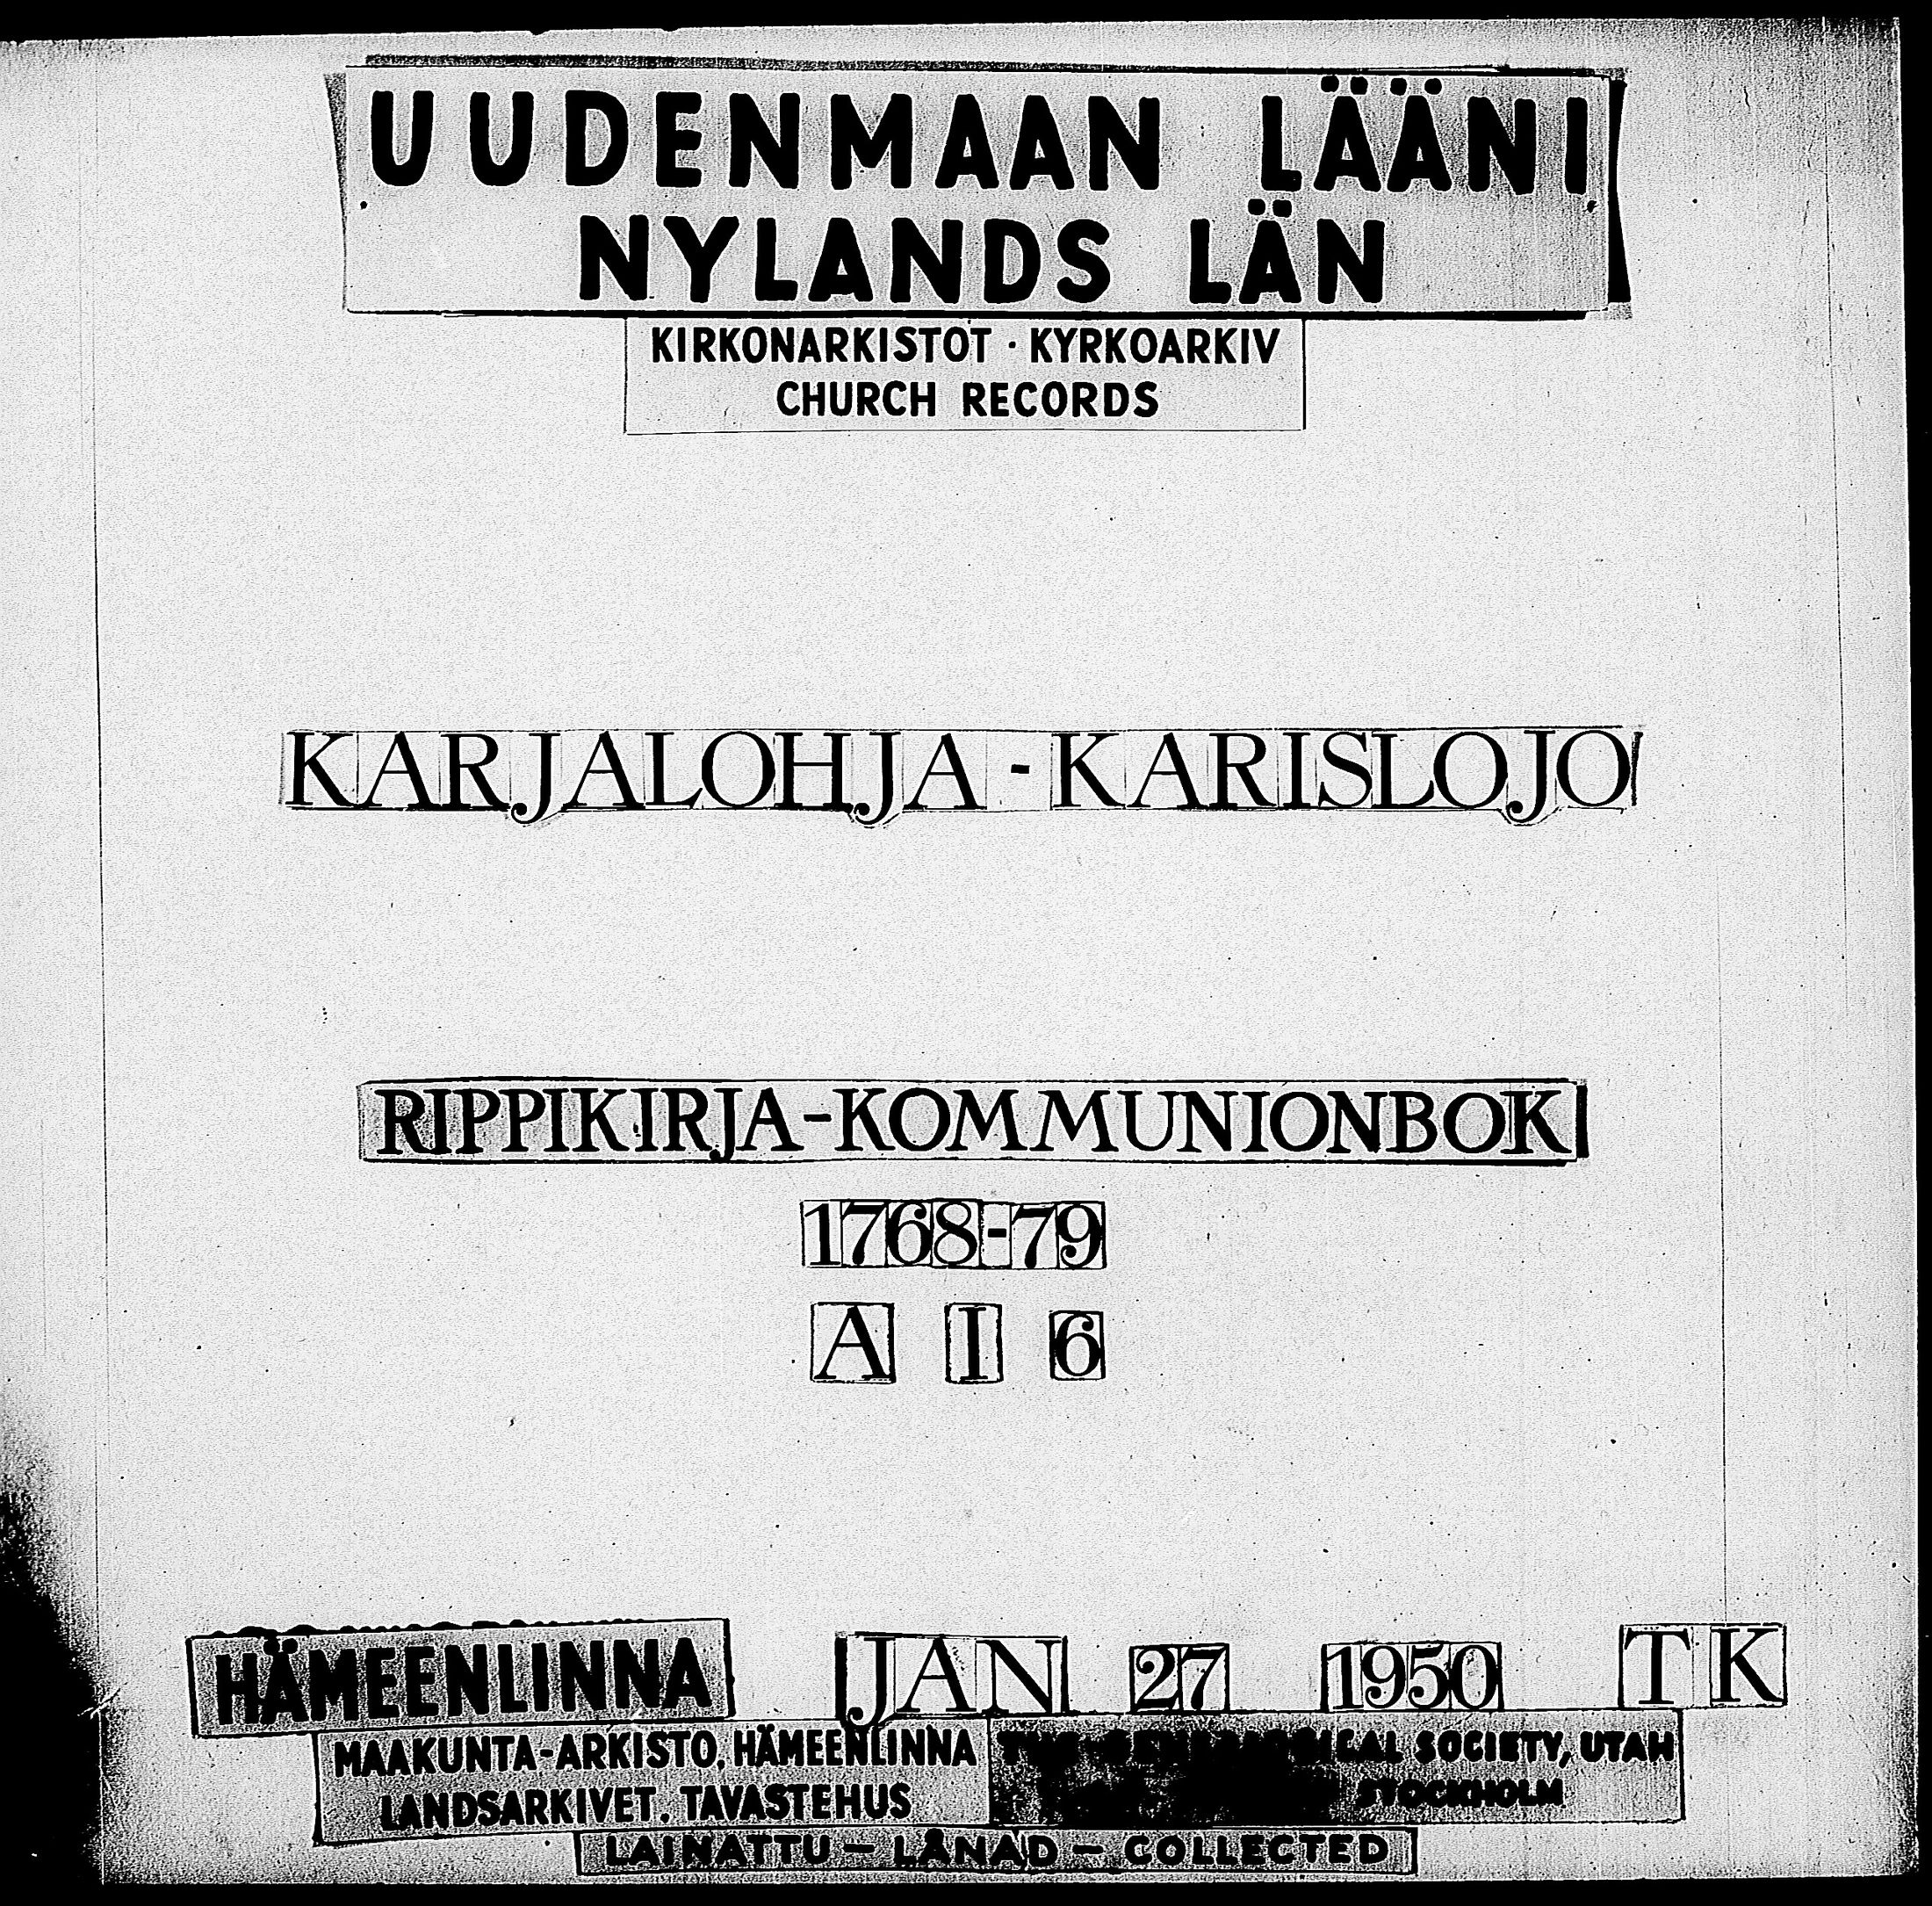 UUDENMAAN LÄÄNI
NYLANDS LÄN
KIRKONARKISTOT · KYRKOARKIV
CHURCH RECORDS
KARJALOHJA - KARISLOJO
RIPPIKIRJA-KOMMUNIONBOK
1768-79
A I 6
HÄMEENLINNA JAN 27 1950 TK
MAAKUNTA-ARKISTO, HÄMEENLINNA
LANDSARKIVET, TAVASTEHUS
SOCIETY, UTAH
STOCKHOLM
LAINATTU - LÅNAD - COLLECTED